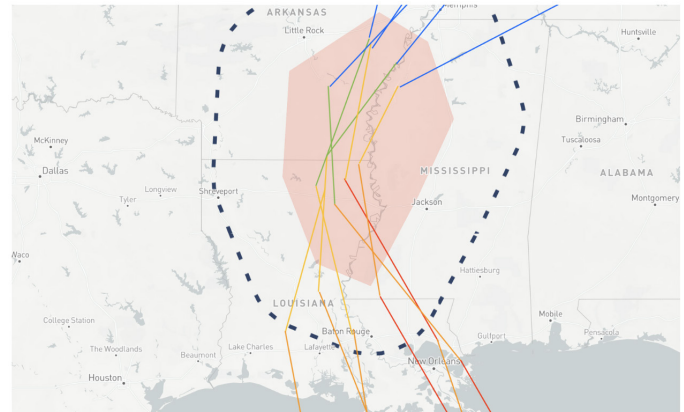 ARKANSAS
Memphis
Little Rock
Huntsville
Birmingham
McKinney
Tuscaloosa
Dallas
MISSISSIPPI
ALABAMA
Longview
Shreveport
Tyler
Jackson
Montgomery
Waco
Hattiesburg
LOUISIANA
Mobile
College Station
Baton Rouge
Pensacola
Gulfport
The Woodlands
Lake Charles
Lafayette
Beaumont
New Orleans
Houston